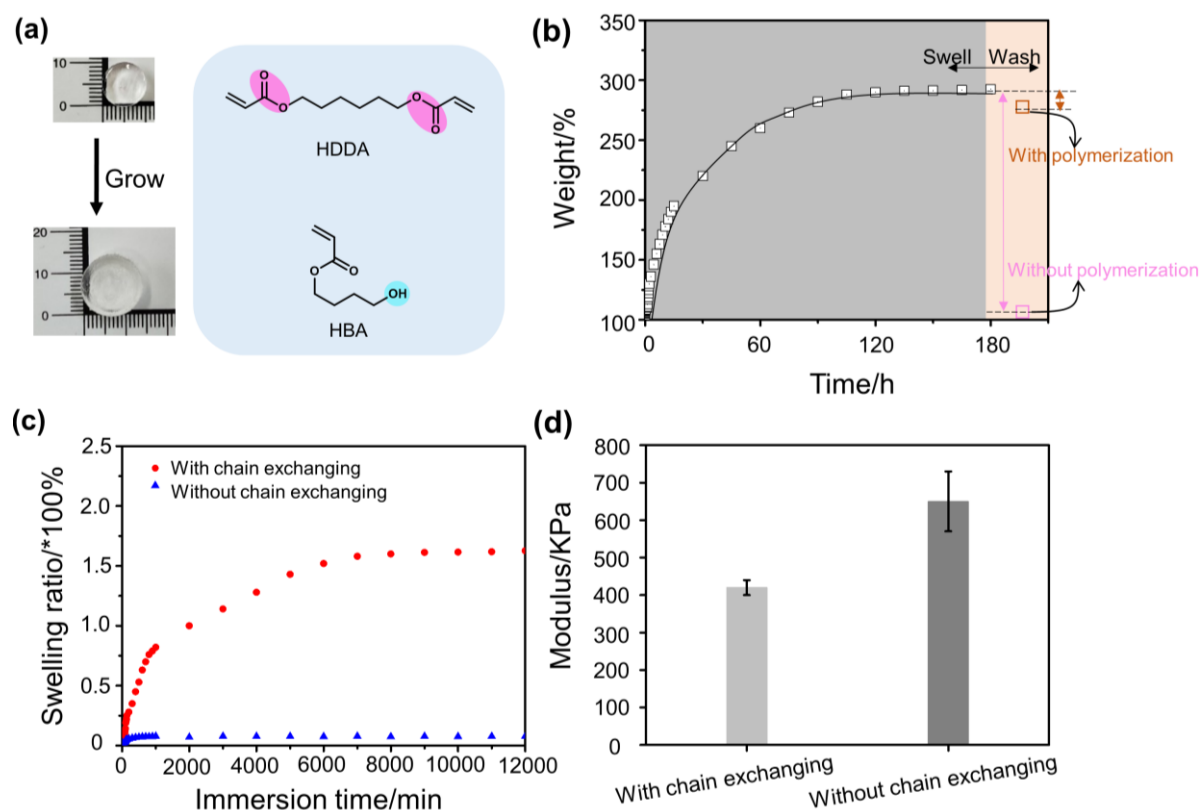 (a)
10
0
Grow
20
10
0
O
O
O
O
HDDA
O
O
OH
HBA
(b)
350
300
250
200
150
100
Weight/%
Swell
Wash
With polymerization
Without polymerization
0
60
120
180
Time/h
(c)
2.5
2.0
1.5
1.0
0.5
0
Swelling ratio/*100%
With chain exchanging
Without chain exchanging
0
2000
4000
6000
8000
10000
12000
Immersion time/min
(d)
800
700
600
500
400
300
200
100
0
Modulus/KPa
With chain exchanging
Without chain exchanging